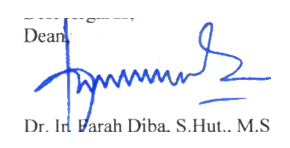 Dean,
Dr. Ir. Farah Diba, S.Hut., M.S